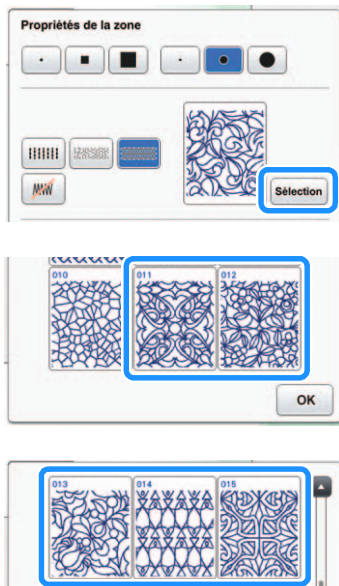 Propriétés de la zone
Sélection
010 011 012
OK
013 014 015